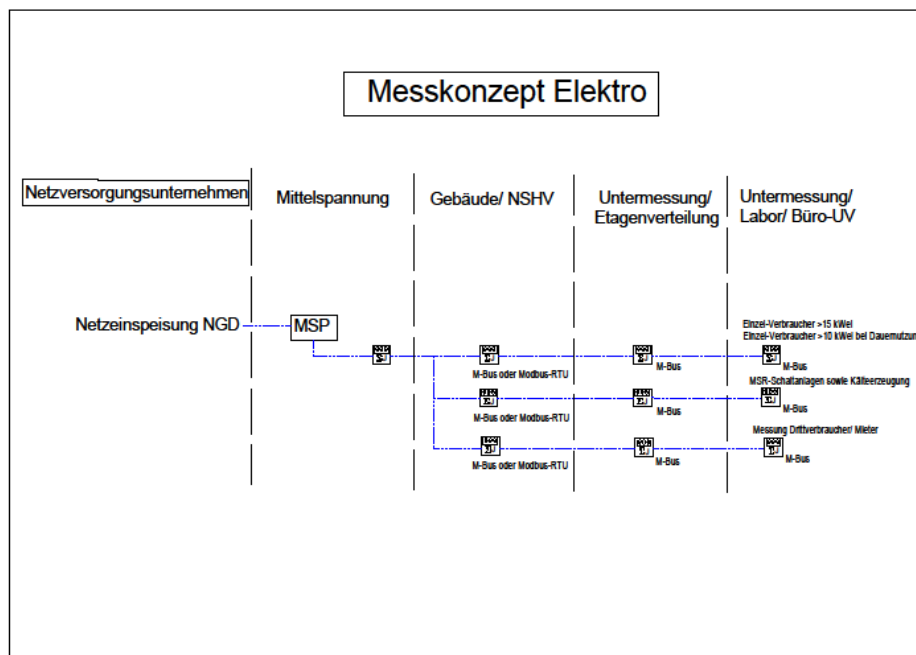 Messkonzept Elektro
Netzversorgungsunternehmen
Mittelspannung
Gebäude/ NSHV
Untermessung/
Etagenverteilung
Untermessung/
Labor/ Büro-UV
Netzeinspeisung NGD
MSP
Einzel-Verbraucher >15 kWel
Einzel-Verbraucher >10 kWel bei Dauernutzun
M-Bus oder Modbus-RTU
M-Bus
M-Bus
MSR-Schaltanlagen sowie Kälteerzeugung
M-Bus oder Modbus-RTU
M-Bus
M-Bus
Messung Drittverbraucher/ Mieter
M-Bus oder Modbus-RTU
M-Bus
M-Bus